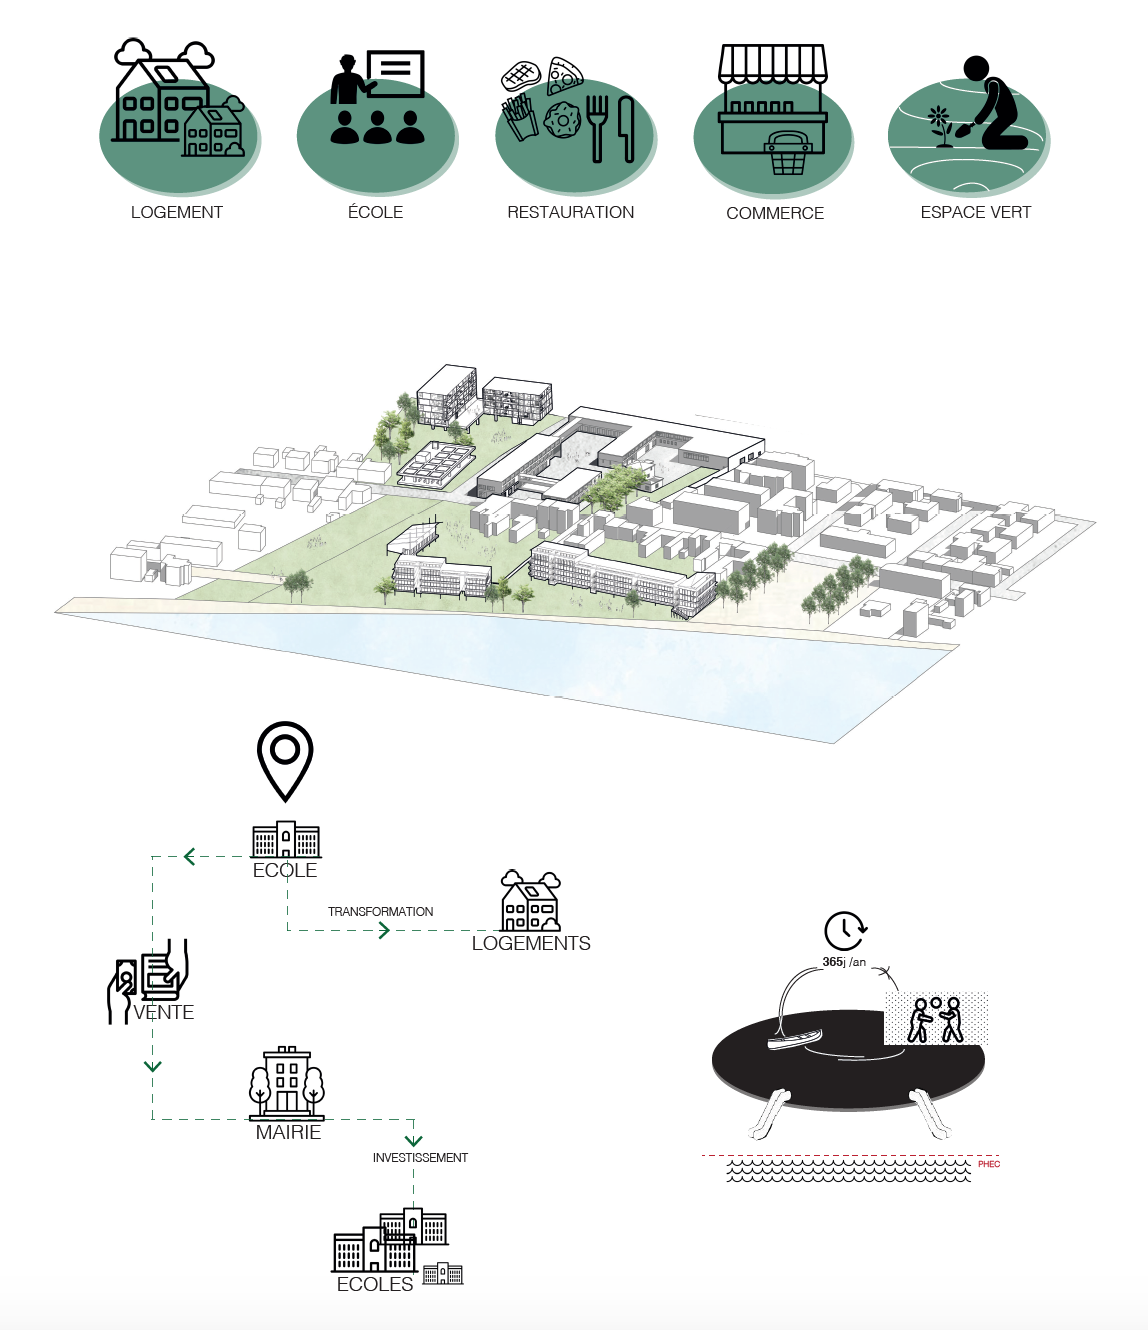 LOGEMENT
ÉCOLE
RESTAURATION
COMMERCE
ESPACE VERT
ECOLE
TRANSFORMATION
LOGEMENTS
VENTE
MAIRIE
INVESTISSEMENT
ECOLES
365j /an
PHEC